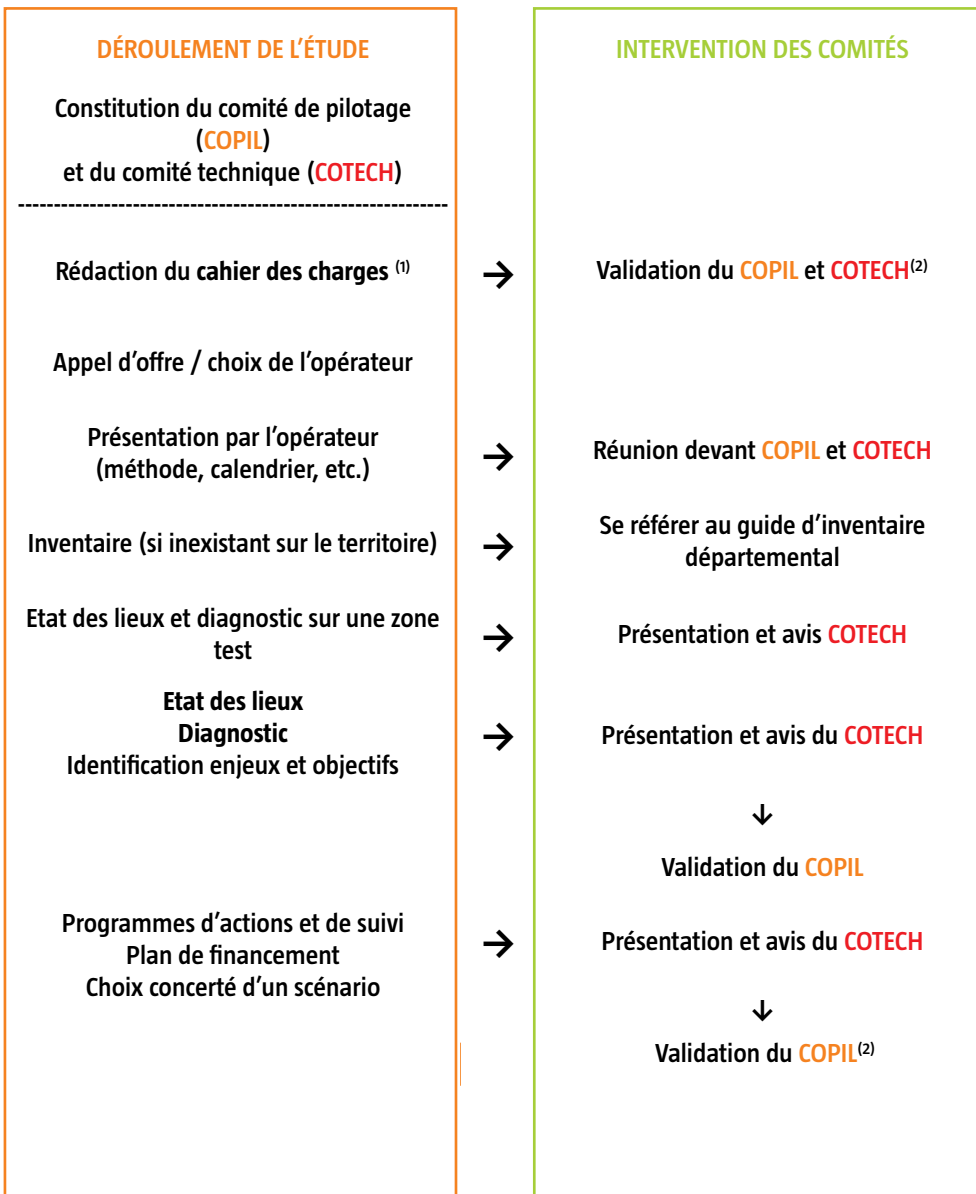 DÉROULEMENT DE L'ÉTUDE
Constitution du comité de pilotage
(COPIL)
et du comité technique (COTECH)
------------------------------------------------------------
Rédaction du cahier des charges (1)
→
Validation du COPIL et COTECH(2)
Appel d'offre / choix de l'opérateur
Présentation par l'opérateur
(méthode, calendrier, etc.)
→
Réunion devant COPIL et COTECH
Inventaire (si inexistant sur le territoire)
→
Se référer au guide d'inventaire
départemental
Etat des lieux et diagnostic sur une zone
test
→
Présentation et avis COTECH
Etat des lieux
Diagnostic
Identification enjeux et objectifs
→
Présentation et avis du COTECH
↓
Validation du COPIL
Programmes d'actions et de suivi
Plan de financement
Choix concerté d'un scénario
→
Présentation et avis du COTECH
↓
Validation du COPIL(2)
INTERVENTION DES COMITÉS